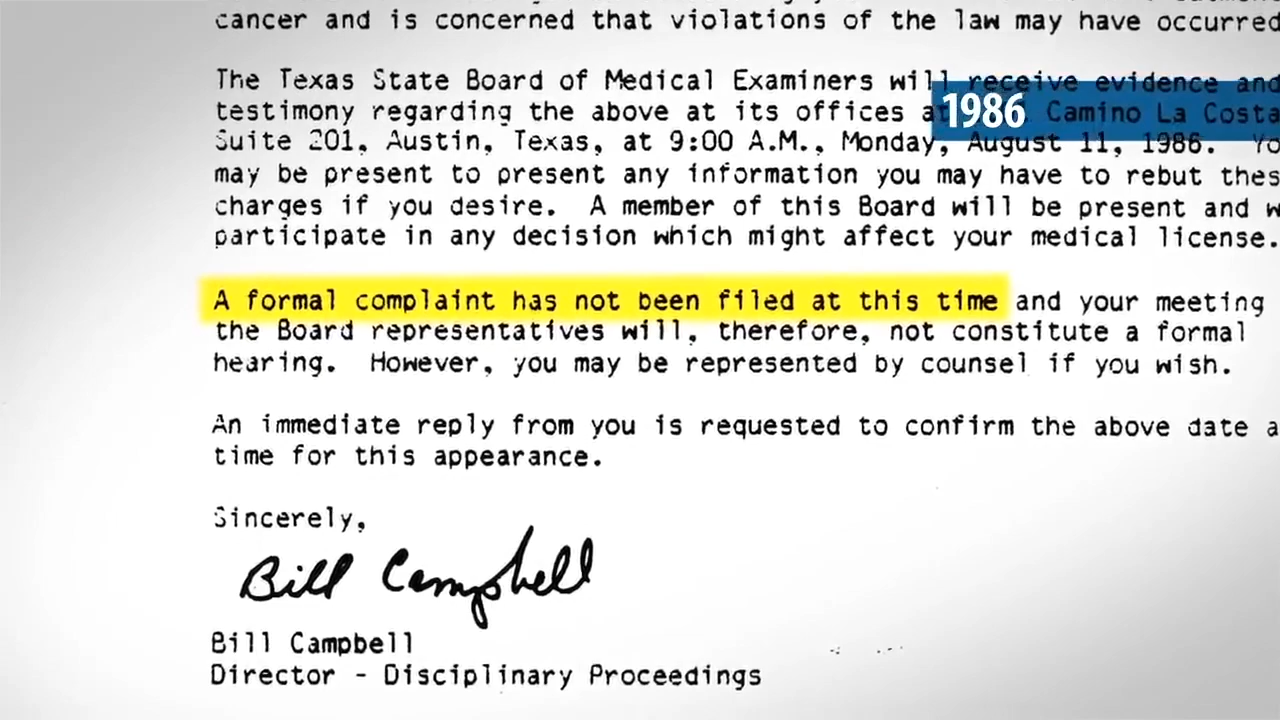 cancer and is concerned that violations of the law may have occurred
The Texas State Board of Medical Examiners will receive evidence and
testimony regarding the above at its offices at Camino La Costa
1986
Suite 201, Austin, Texas, at 9:00 A.M., Monday, August 11, 1986. Yo
may be present to present any information you may have to rebut thes
charges if you desire. A member of this Board will be present and w
participate in any decision which might affect your medical license.
A formal complaint has not been filed at this time and your meeting
the Board representatives will, therefore, not constitute a formal
hearing. However, you may be represented by counsel if you wish.
An immediate reply from you is requested to confirm the above date a
time for this appearance.
Sincerely,
Bill Campbell
Bill Campbell
Director - Disciplinary Proceedings